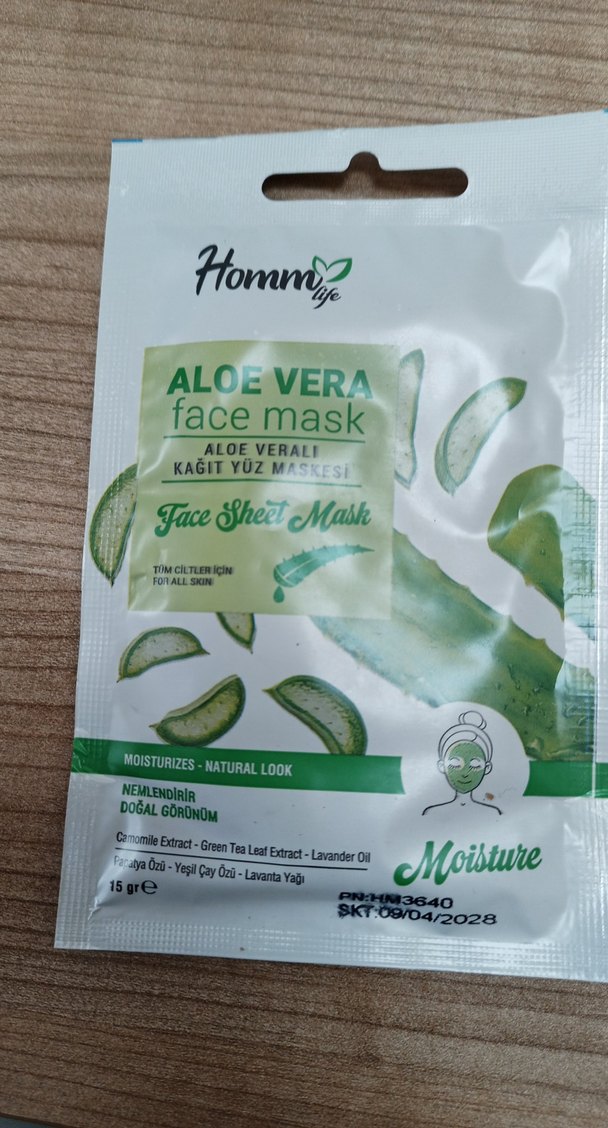 Homm
life
ALOE VERA
face mask
ALOE VERALI
KAĞIT YÜZ MASKESİ
Face Sheet Mask
TÜM CİLTLER İÇİN
FOR ALL SKIN
MOISTURIZES - NATURAL LOOK
NEMLENDİRİR
DOĞAL GÖRÜNÜM
Camomile Extract - Green Tea Leaf Extract - Lavander Oil
Papatya Özü - Yeşil Çay Özü - Lavanta Yağı
15 gr ℮
Moisture
PN:HM3640
SKT:09/04/2028